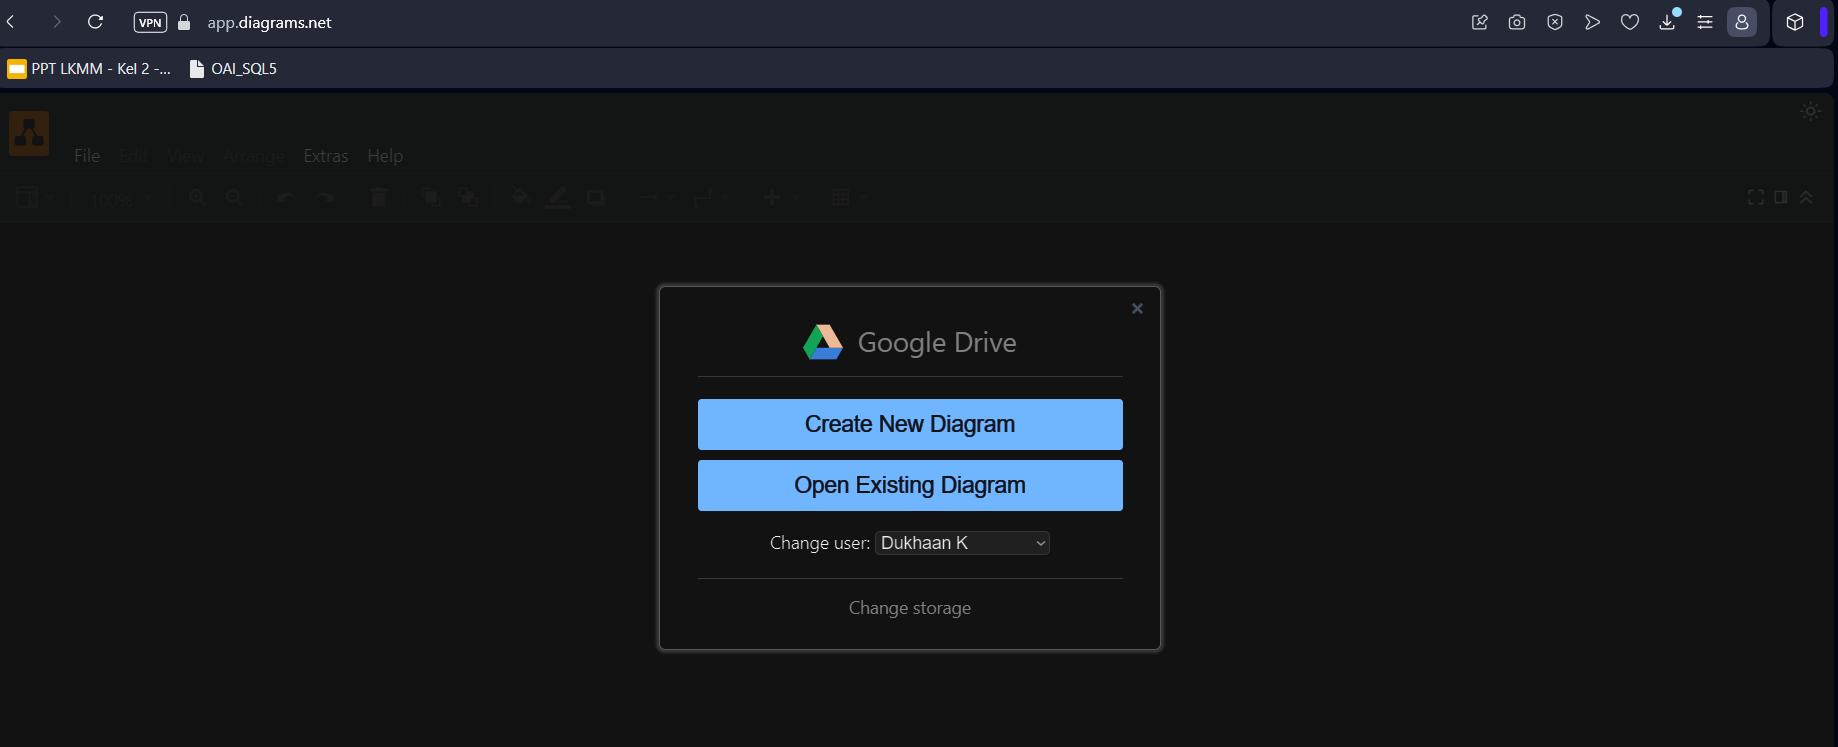 VPN
app.diagrams.net
PPT LKMM - Kel 2 -...
OAI_SQL5
File Edit View Arrange Extras Help
100%
Google Drive
Create New Diagram
Open Existing Diagram
Change user: Dukhaan K
Change storage